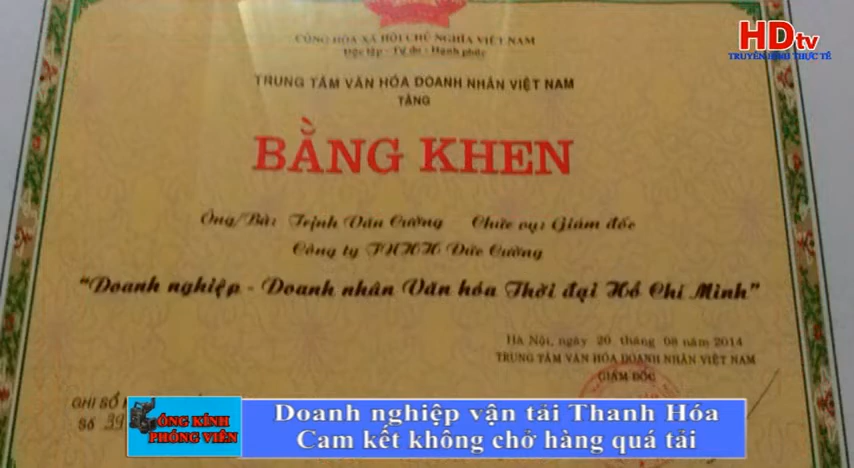 HDtv
TRUYỀN HÌNH THỰC TẾ
CỘNG HÒA XÃ HỘI CHỦ NGHĨA VIỆT NAM
Độc lập - Tự do - Hạnh phúc
TRUNG TÂM VĂN HÓA DOANH NHÂN VIỆT NAM
TẶNG
BẰNG KHEN
Ông/Bà: Trịnh Văn Cường Chức vụ: Giám đốc
Công ty TNHH Đức Cường
"Doanh nghiệp - Doanh nhân Văn hóa Thời đại Hồ Chí Minh"
Hà Nội, ngày 20 tháng 08 năm 2014
TRUNG TÂM VĂN HÓA DOANH NHÂN VIỆT NAM
GIÁM ĐỐC
GHI SỔ
Số 39
ỐNG KÍNH
PHÓNG VIÊN
Doanh nghiệp vận tải Thanh Hóa
Cam kết không chở hàng quá tải